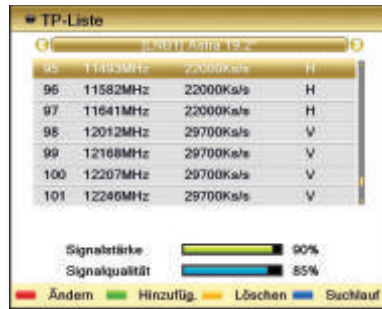 TP-Liste
[LNB1] Astra 19.2°
95 11493MHz 22000Ks/s H
96 11582MHz 22000Ks/s H
97 11641MHz 22000Ks/s H
98 12012MHz 29700Ks/s V
99 12168MHz 29700Ks/s V
100 12207MHz 29700Ks/s V
101 12246MHz 29700Ks/s V
Signalstärke 90%
Signalqualität 85%
Ändern Hinzufüg. Löschen Suchlauf